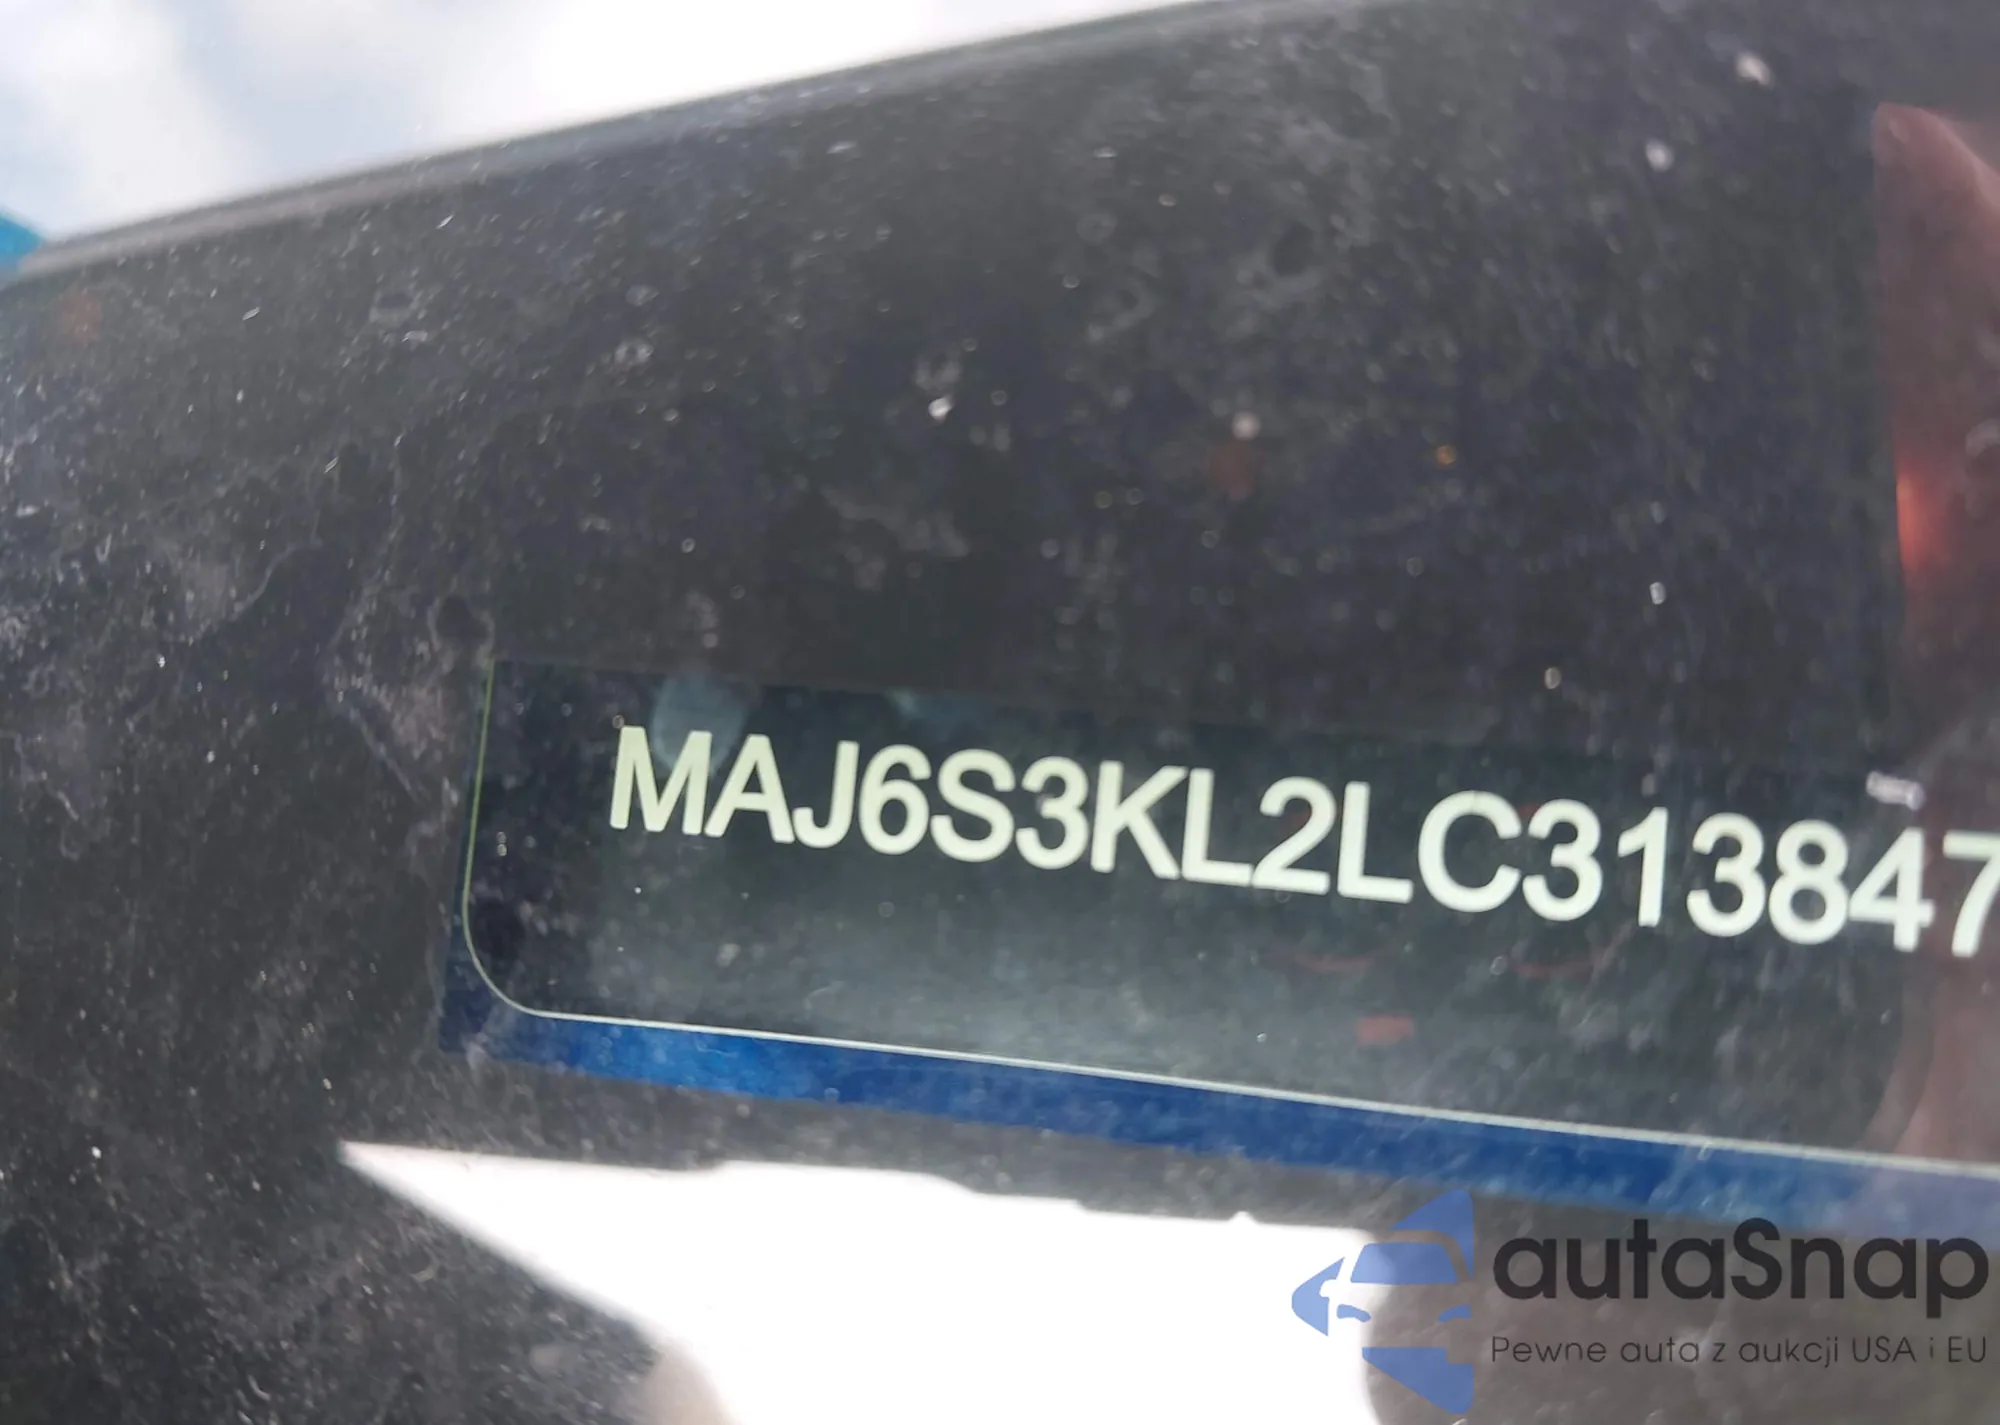 MAJ6S3KL2LC313847
autaSnap
Pewne auta z aukcji USA i EU